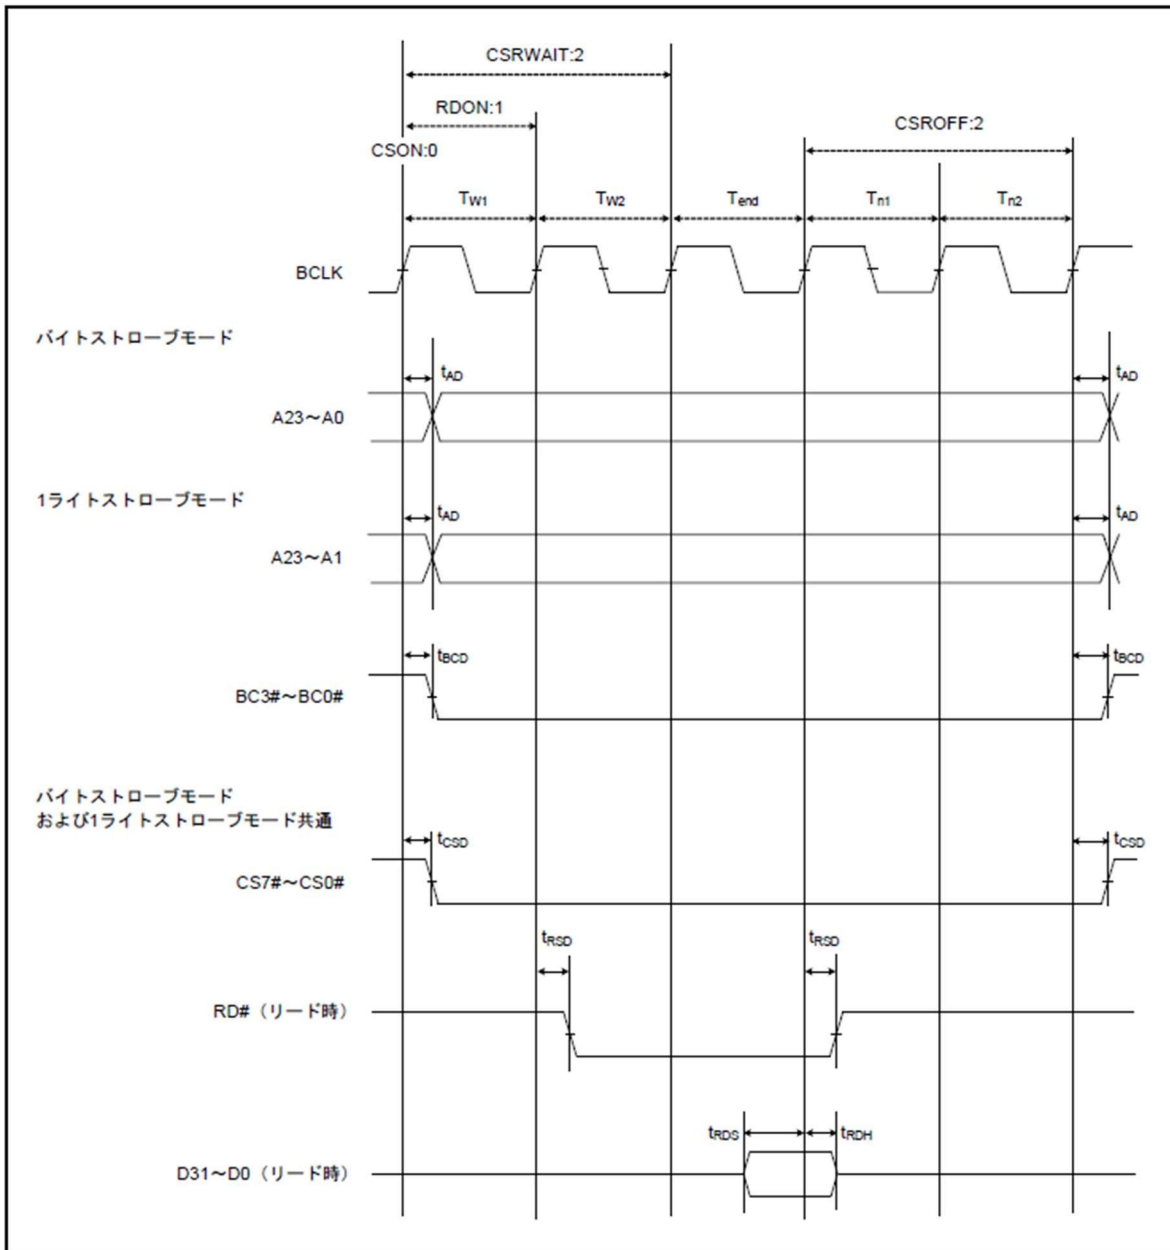 CSRWAIT:2
RDON:1
CSROFF:2
CSON:0
TW1 TW2 Tend Tn1 Tn2
BCLK
バイトストローブモード
tAD tAD
A23～A0
1ライトストローブモード
tAD tAD
A23～A1
tBCD tBCD
BC3#～BC0#
バイトストローブモード
および1ライトストローブモード共通
tCSD tCSD
CS7#～CS0#
tRSD tRSD
RD#（リード時）
tRDS tRDH
D31～D0（リード時）